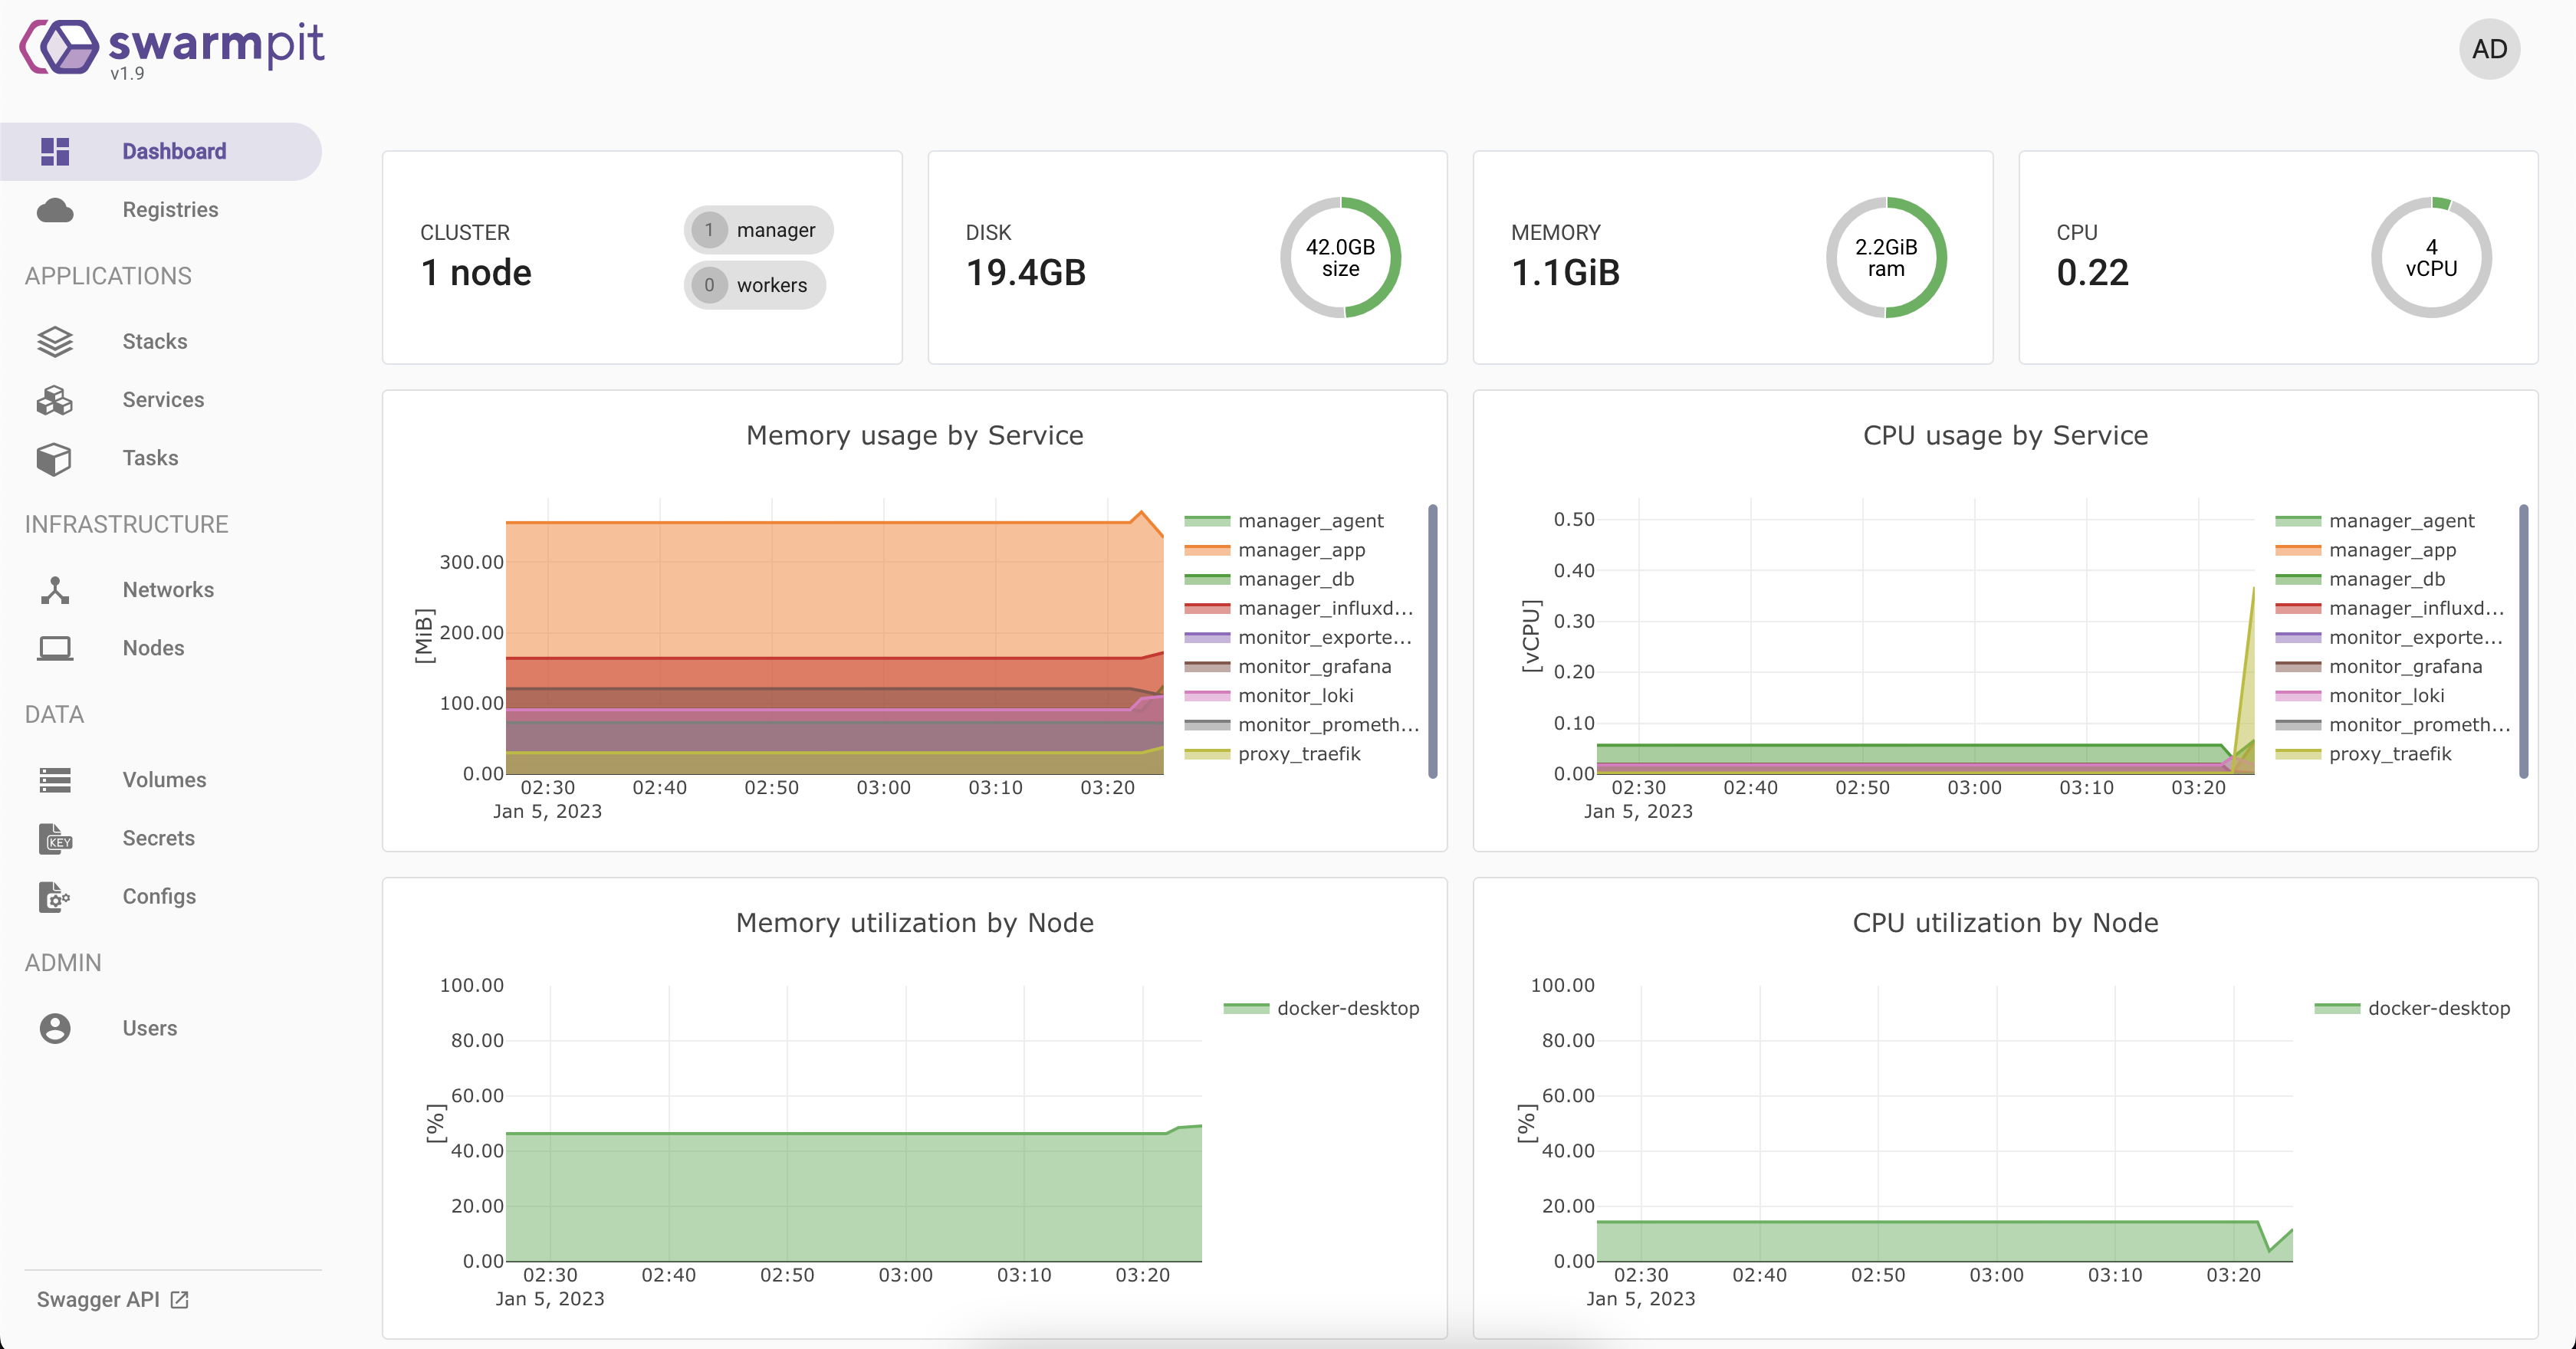 swarmpit
v1.9
AD
Dashboard
Registries
APPLICATIONS
Stacks
Services
Tasks
INFRASTRUCTURE
Networks
Nodes
DATA
Volumes
KEY
Secrets
Configs
ADMIN
Users
Swagger API
CLUSTER
1 node
1 manager
0 workers
DISK
19.4GB
42.0GB
size
MEMORY
1.1GiB
2.2GiB
ram
CPU
0.22
4
vCPU
Memory usage by Service
[MiB]
300.00
200.00
100.00
0.00
02:30 02:40 02:50 03:00 03:10 03:20
Jan 5, 2023
manager_agent
manager_app
manager_db
manager_influxd...
monitor_exporte...
monitor_grafana
monitor_loki
monitor_prometh...
proxy_traefik
CPU usage by Service
[vCPU]
0.50
0.40
0.30
0.20
0.10
0.00
02:30 02:40 02:50 03:00 03:10 03:20
Jan 5, 2023
manager_agent
manager_app
manager_db
manager_influxd...
monitor_exporte...
monitor_grafana
monitor_loki
monitor_prometh...
proxy_traefik
Memory utilization by Node
[%]
100.00
80.00
60.00
40.00
20.00
0.00
02:30 02:40 02:50 03:00 03:10 03:20
Jan 5, 2023
docker-desktop
CPU utilization by Node
[%]
100.00
80.00
60.00
40.00
20.00
0.00
02:30 02:40 02:50 03:00 03:10 03:20
Jan 5, 2023
docker-desktop